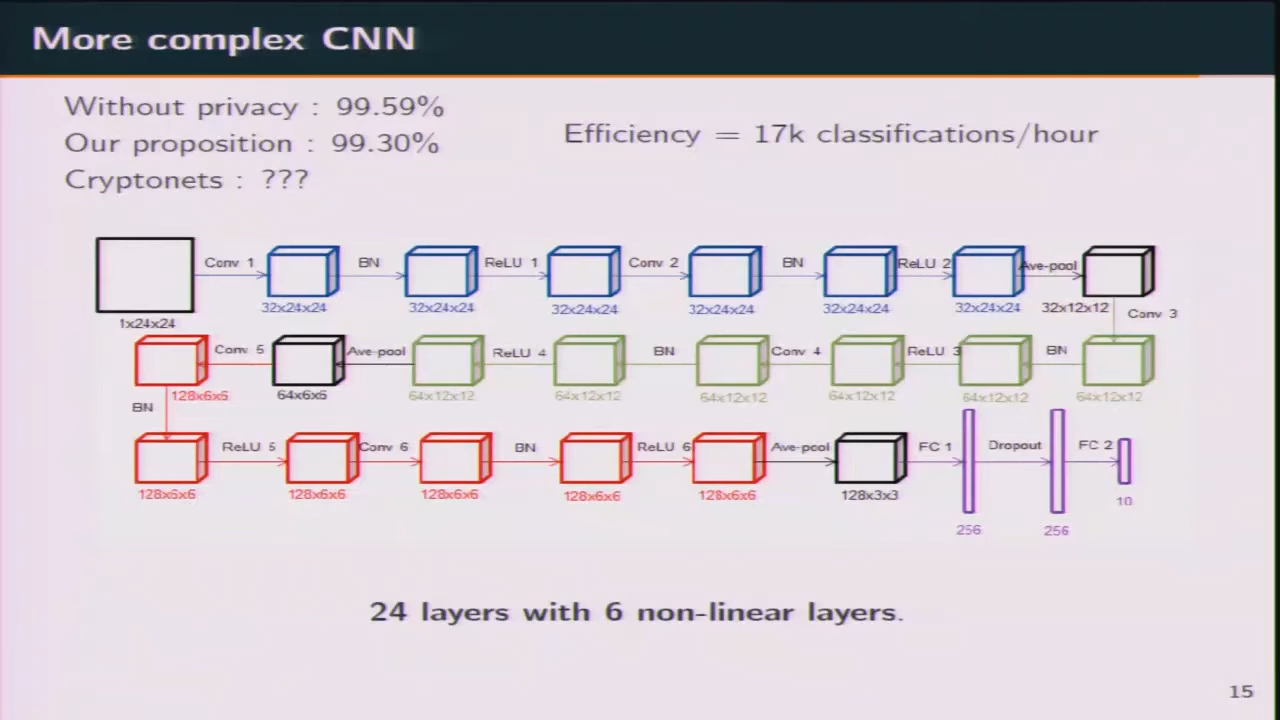 More complex CNN
Without privacy : 99.59%
Our proposition : 99.30%
Cryptonets : ???
Efficiency = 17k classifications/hour
Conv 1 BN ReLU 1 Conv 2 BN ReLU 2 Ave-pool
32x24x24 32x24x24 32x24x24 32x24x24 32x24x24 32x24x24 32x12x12
1x24x24
Conv 3
Conv 5 Ave-pool ReLU 4 BN Conv 4 ReLU 3 BN
128x6x6 64x6x6 64x12x12 64x12x12 64x12x12 64x12x12 64x12x12 64x12x12
BN
ReLU 5 Conv 6 BN ReLU 6 Ave-pool FC 1 Dropout FC 2
128x6x6 128x6x6 128x6x6 128x6x6 128x6x6 128x3x3 10
256 256
24 layers with 6 non-linear layers.
15